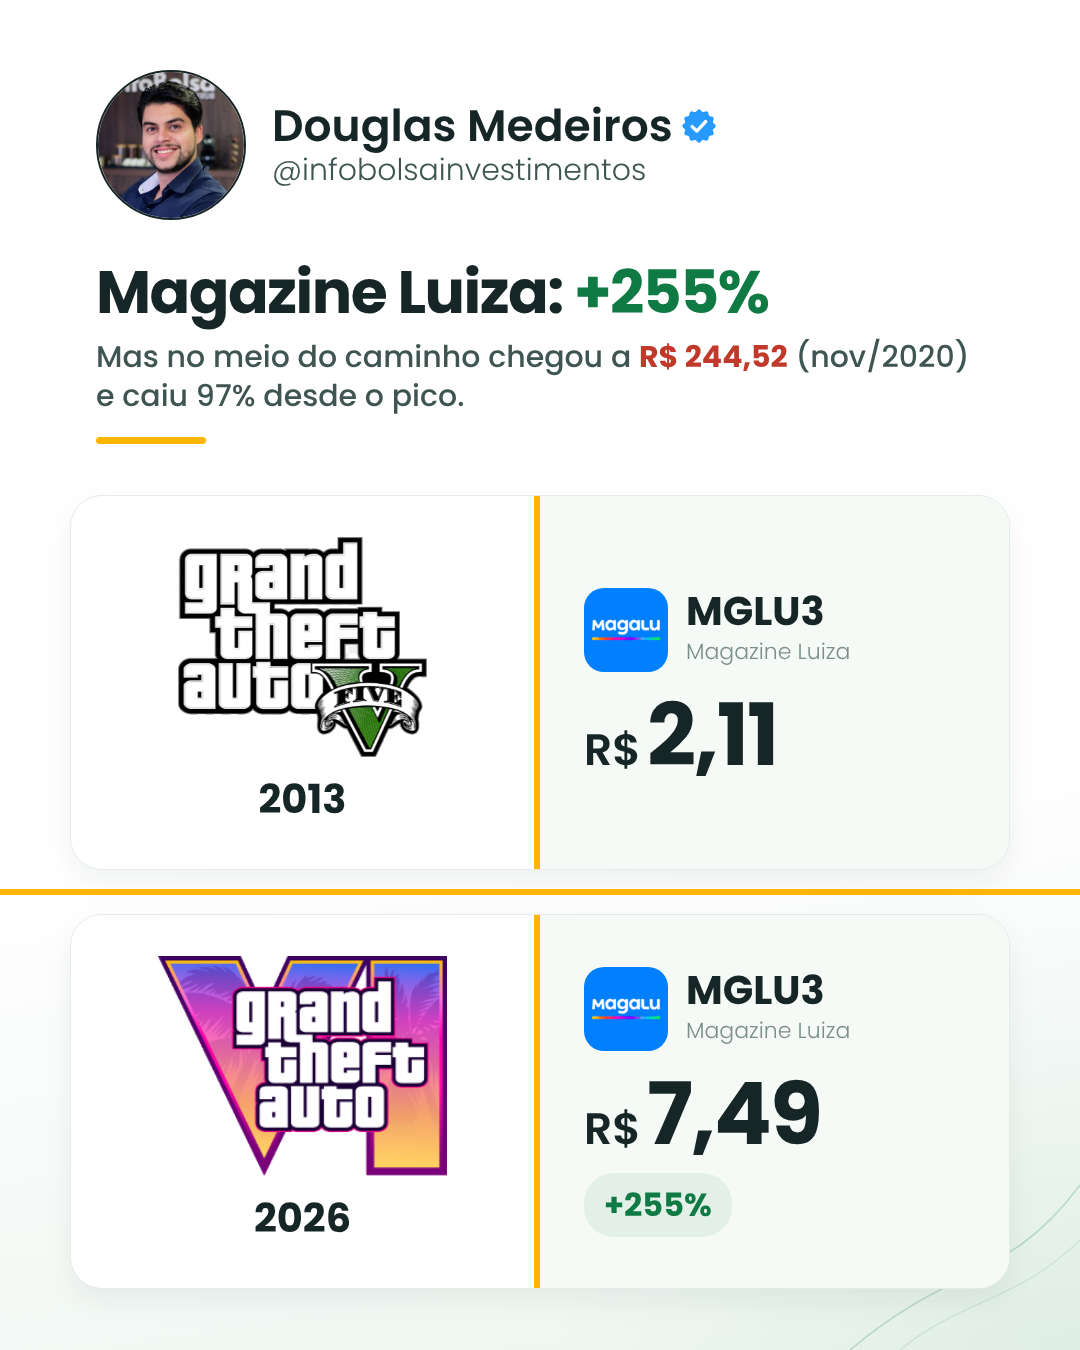 Douglas Medeiros
@infobolsainvestimentos
Magazine Luiza: +255%
Mas no meio do caminho chegou a R$ 244,52 (nov/2020)
e caiu 97% desde o pico.
grand
theft
auto
FIVE
2013
Magalu
MGLU3
Magazine Luiza
R$ 2,11
VI
grand
theft
auto
2026
Magalu
MGLU3
Magazine Luiza
R$ 7,49
+255%